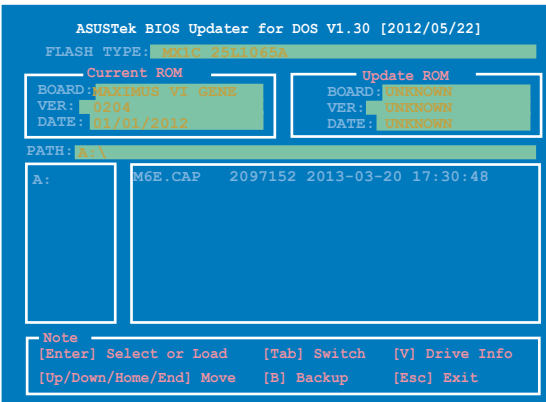 ASUSTek BIOS Updater for DOS V1.30 [2012/05/22]
FLASH TYPE: MX1C 25L1065A
Current ROM
BOARD: MAXIMUS VI GENE
VER: 0204
DATE: 01/01/2012
Update ROM
BOARD: UNKNOWN
VER: UNKNOWN
DATE: UNKNOWN
PATH: A:\
A:
M6E.CAP 2097152 2013-03-20 17:30:48
Note
[Enter] Select or Load [Tab] Switch [V] Drive Info
[Up/Down/Home/End] Move [B] Backup [Esc] Exit